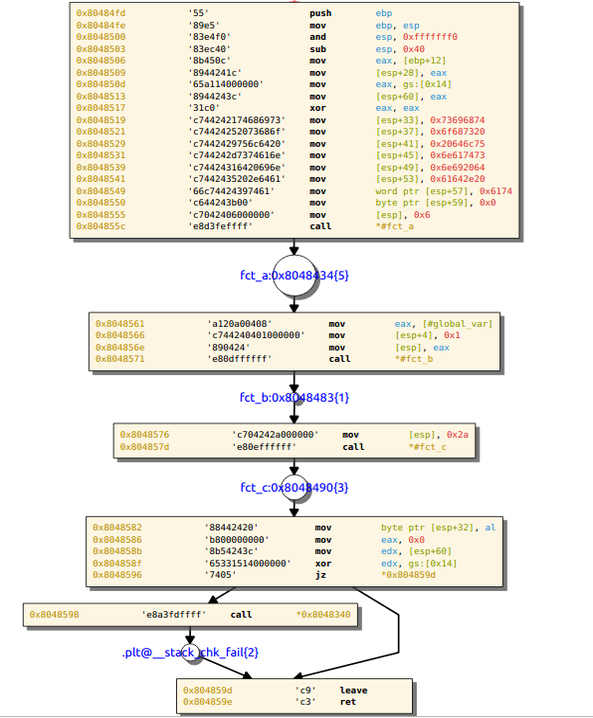 0x80484fd '55' push ebp
0x80484fe '89e5' mov ebp, esp
0x8048500 '83e4f0' and esp, 0xfffffff0
0x8048503 '83ec40' sub esp, 0x40
0x8048506 '8b450c' mov eax, [ebp+12]
0x8048509 '8944241c' mov [esp+28], eax
0x804850d '65a114000000' mov eax, gs:[0x14]
0x8048513 '8944243c' mov [esp+60], eax
0x8048517 '31c0' xor eax, eax
0x8048519 'c744242174686973' mov [esp+33], 0x73696874
0x8048521 'c74424252073686f' mov [esp+37], 0x6f687320
0x8048529 'c7442429756c6420' mov [esp+41], 0x20646c75
0x8048531 'c744242d7374616e' mov [esp+45], 0x6e617473
0x8048539 'c74424316420696e' mov [esp+49], 0x6e692064
0x8048541 'c7442435202e6461' mov [esp+53], 0x61642e20
0x8048549 '66c74424397461' mov word ptr [esp+57], 0x6174
0x8048550 'c644243b00' mov byte ptr [esp+59], 0x0
0x8048555 'c7042406000000' mov [esp], 0x6
0x804855c 'e8d3feffff' call *#fct_a
fct_a:0x8048434{5}
0x8048561 'a120a00408' mov eax, [#global_var]
0x8048566 'c744240401000000' mov [esp+4], 0x1
0x804856e '890424' mov [esp], eax
0x8048571 'e80dffffff' call *#fct_b
fct_b:0x8048483{1}
0x8048576 'c704242a000000' mov [esp], 0x2a
0x804857d 'e80effffff' call *#fct_c
fct_c:0x8048490{3}
0x8048582 '88442420' mov byte ptr [esp+32], al
0x8048586 'b800000000' mov eax, 0x0
0x804858b '8b54243c' mov edx, [esp+60]
0x804858f '65331514000000' xor edx, gs:[0x14]
0x8048596 '7405' jz *0x804859d
0x8048598 'e8a3fdffff' call *0x8048340
.plt@__stack_chk_fail{2}
0x804859d 'c9' leave
0x804859e 'c3' ret